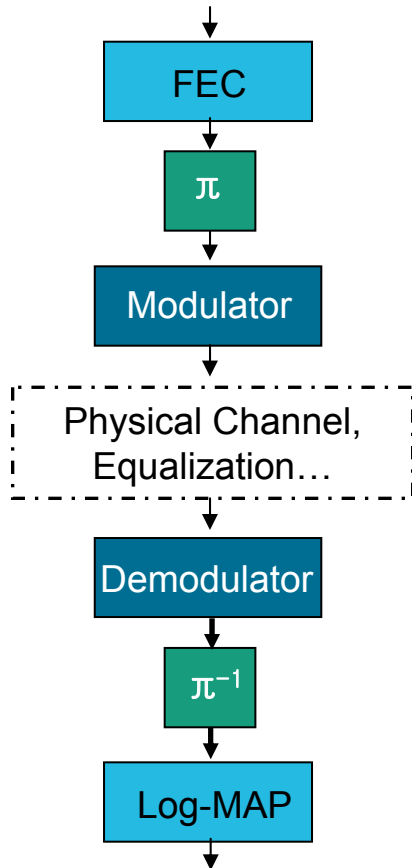 FEC
π
Modulator
Physical Channel,
Equalization…
Demodulator
π⁻¹
Log-MAP